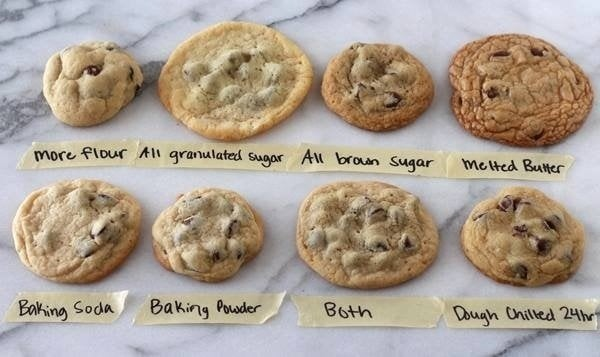 more flour
All granulated sugar
All brown sugar
Melted Butter
Baking Soda
Baking Powder
Both
Dough Chilled 24hr